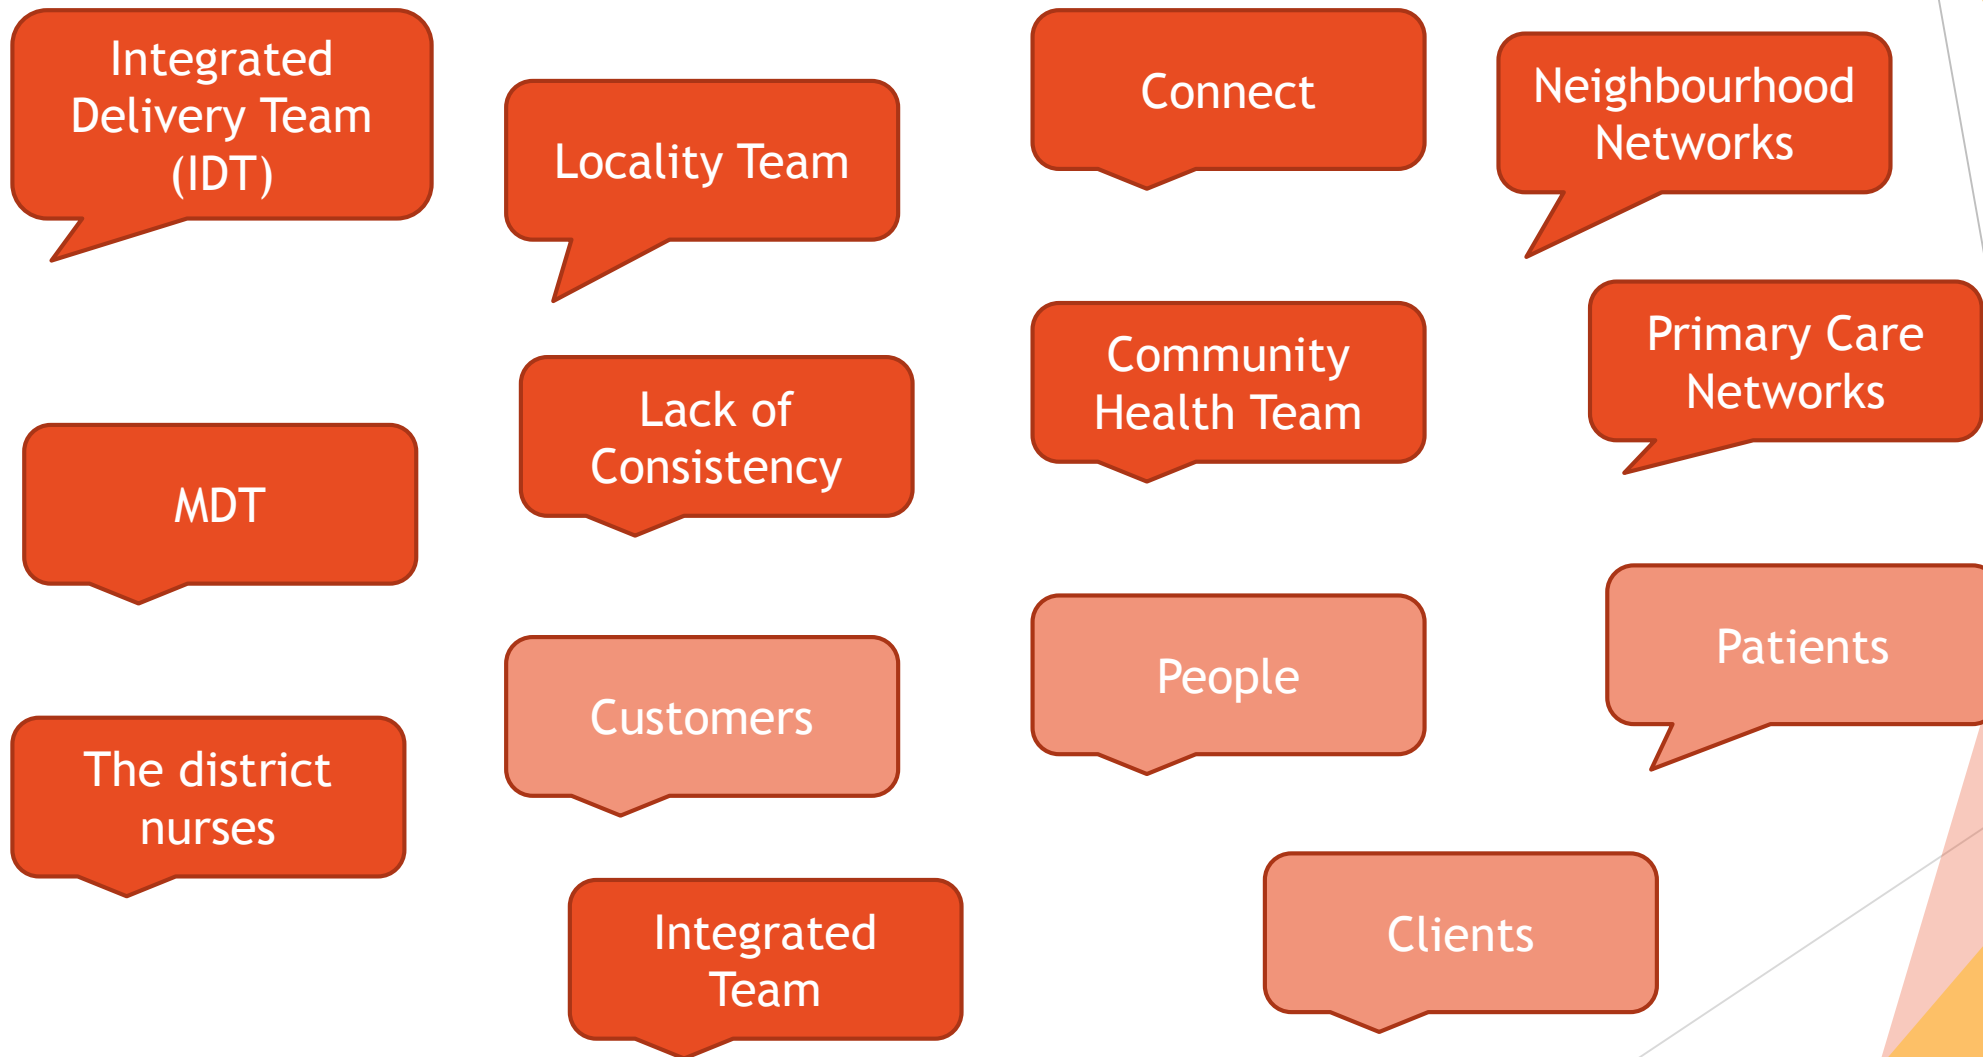 Integrated
Delivery Team
(IDT)
Locality Team
Connect
Neighbourhood
Networks
MDT
Lack of
Consistency
Community
Health Team
Primary Care
Networks
The district
nurses
Customers
People
Patients
Integrated
Team
Clients